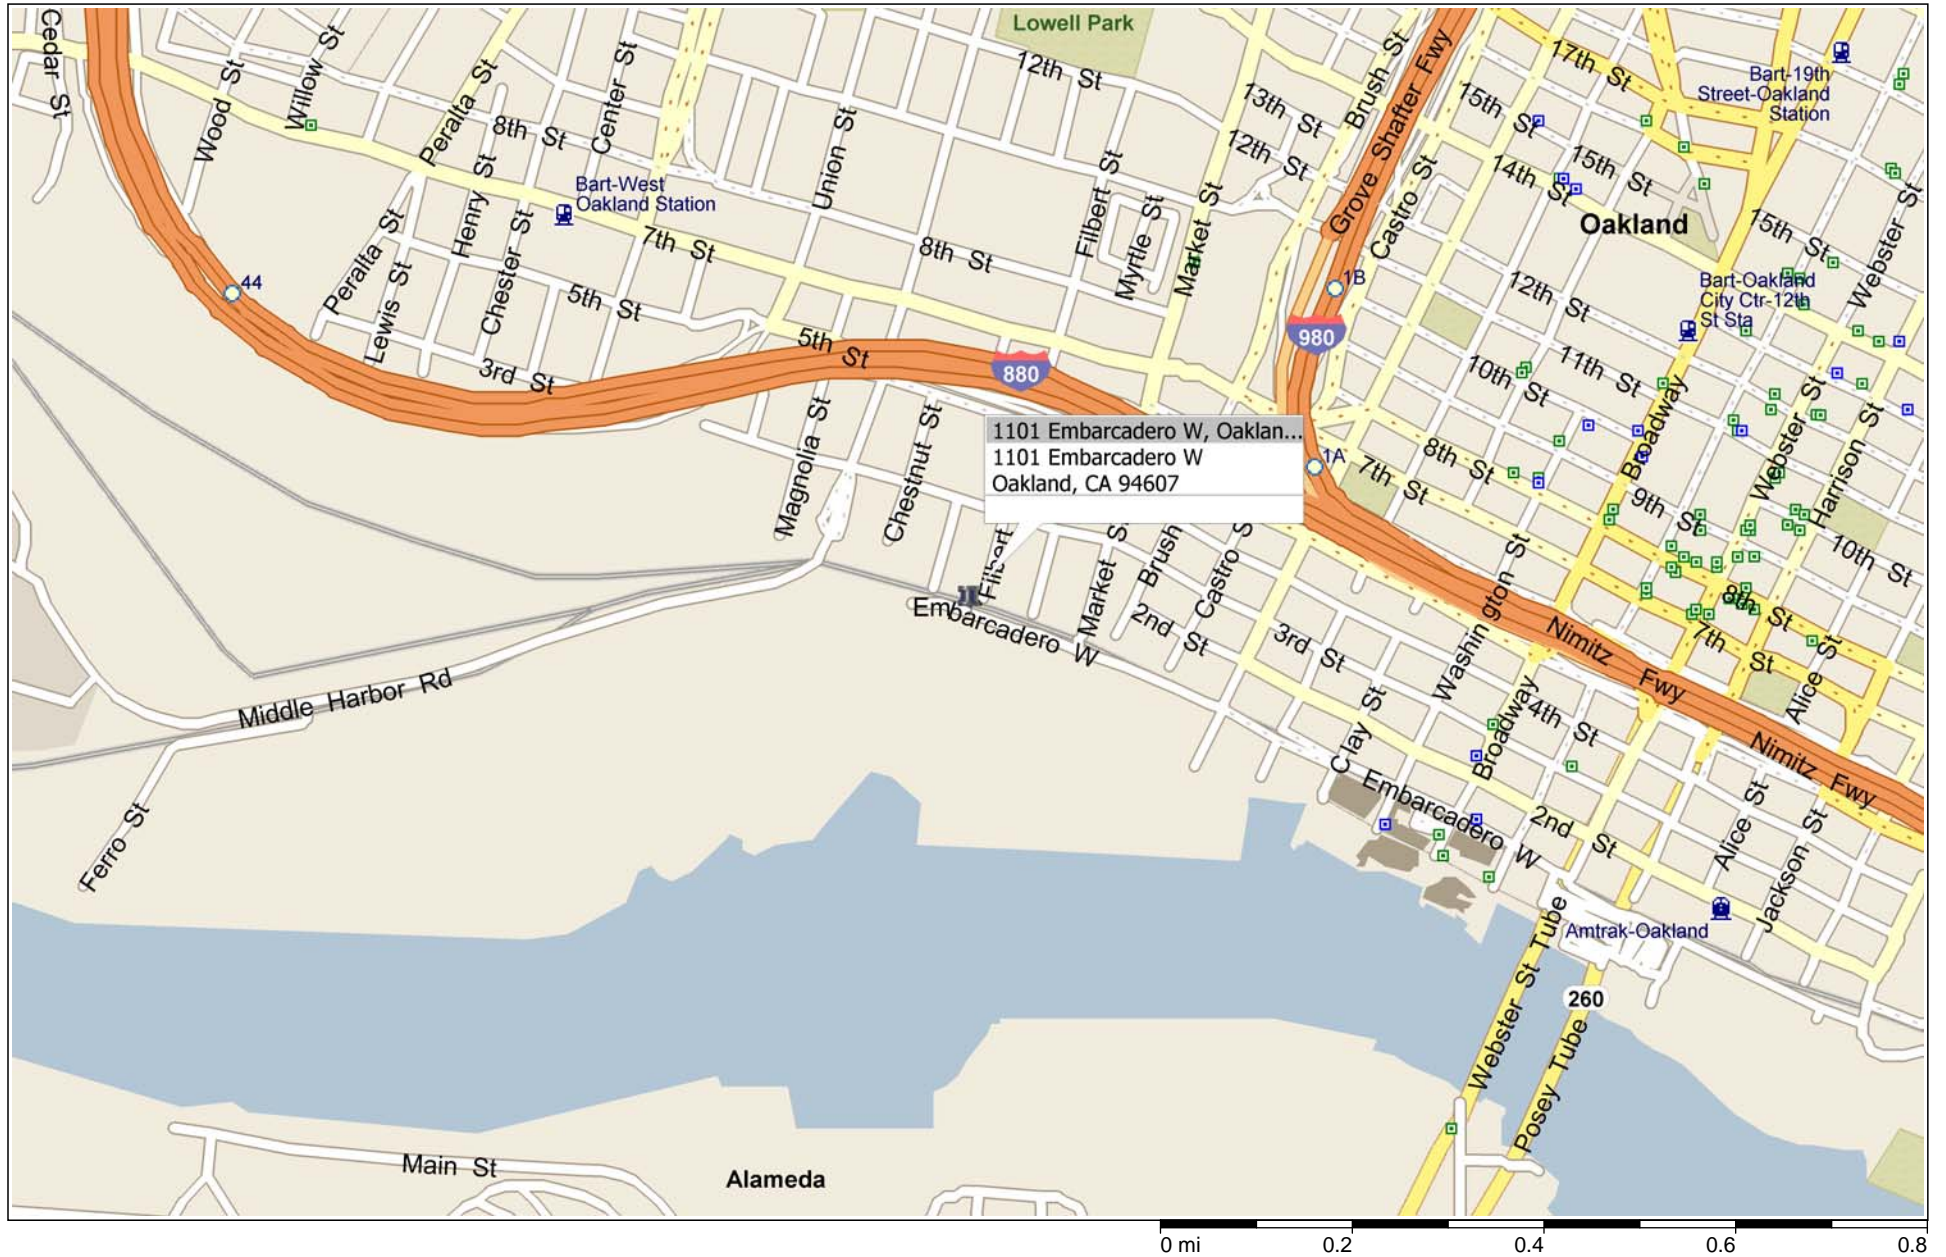 Cedar St
Wood St
Willow St
Peralta St
8th St
Center St
Union St
Lowell Park
12th St
13th St
12th St
Brush St
Grove Shafter Fwy
17th St
15th St
15th St
14th St
Castro St
Bart-19th
Street-Oakland
Station
Oakland
15th St
Webster St
Bart-West
Oakland Station
Henry St
Chester St
Peralta St
Lewis St
7th St
8th St
Filbert St
Myrtle St
Market St
44
1B
5th St
12th St
Bart-Oakland
City Ctr-12th
St Sta
3rd St
5th St
880
980
10th St
11th St
Broadway
Webster St
Harrison St
Magnolia St
Chestnut St
1101 Embarcadero W, Oaklan...
1101 Embarcadero W
Oakland, CA 94607
1A
7th St
8th St
9th St
10th St
Filbert
Market S
Brush
Castro S
Embarcadero W
2nd St
3rd St
Washington St
8th St
7th St
Nimitz Fwy
Alice St
Middle Harbor Rd
Clay St
Broadway
4th St
Nimitz Fwy
Embarcadero W
2nd St
Alice St
Jackson St
Ferro St
Amtrak-Oakland
Webster St Tube
260
Posey Tube
Main St
Alameda
0 mi 0.2 0.4 0.6 0.8